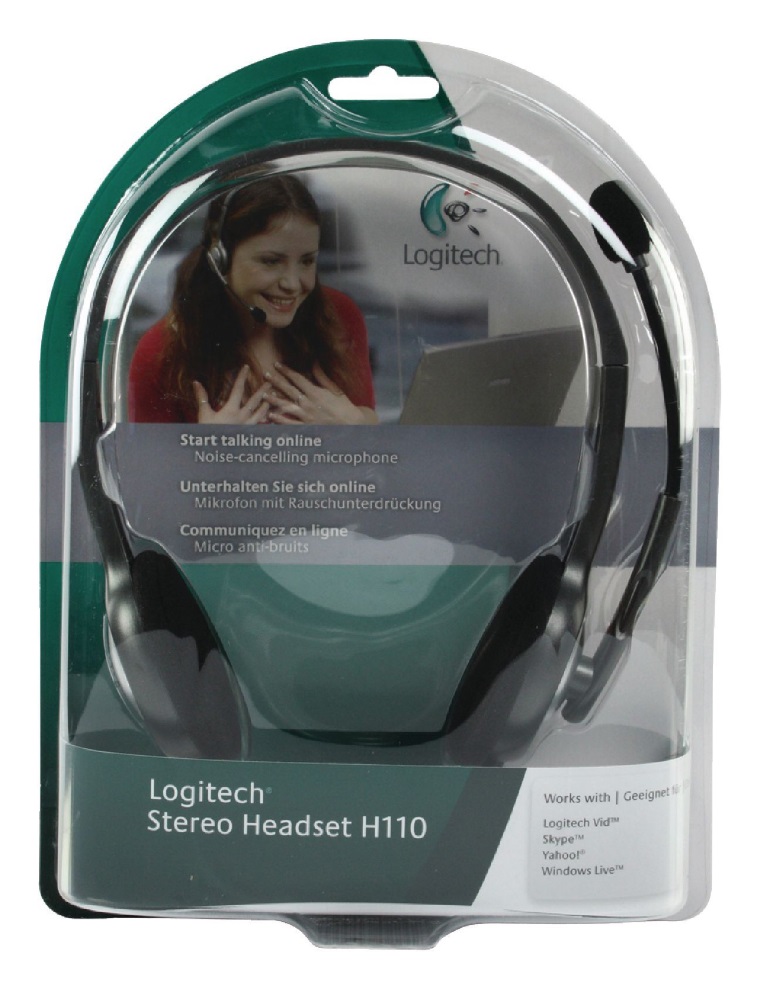 Logitech
Start talking online
Noise-cancelling microphone
Unterhalten Sie sich online
Mikrofon mit Rauschunterdrückung
Communiquez en ligne
Micro anti-bruits
Logitech®
Stereo Headset H110
Works with | Geeignet für
Logitech Vid™
Skype™
Yahoo!®
Windows Live™